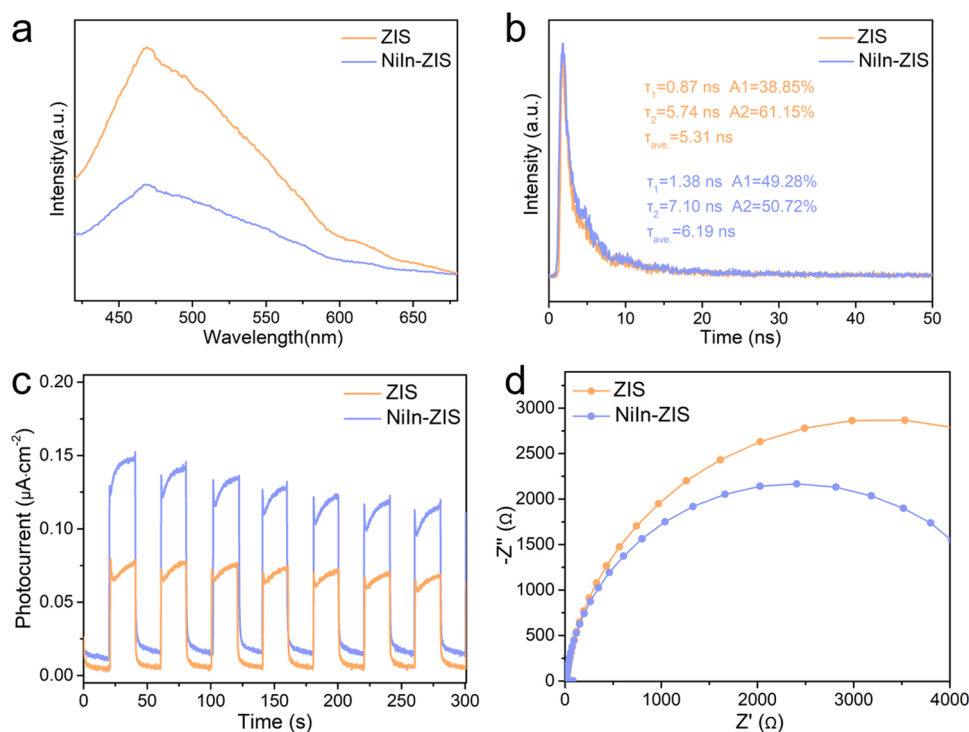 a
ZIS
NiIn-ZIS
Intensity(a.u.)
450 500 550 600 650
Wavelength(nm)
b
ZIS
NiIn-ZIS
τ₁=0.87 ns A1=38.85%
τ₂=5.74 ns A2=61.15%
τave.=5.31 ns
τ₁=1.38 ns A1=49.28%
τ₂=7.10 ns A2=50.72%
τave.=6.19 ns
Intensity (a.u.)
0 10 20 30 40 50
Time (ns)
c
ZIS
NiIn-ZIS
Photocurrent (μA·cm⁻²)
0.20
0.15
0.10
0.05
0.00
0 50 100 150 200 250 300
Time (s)
d
ZIS
NiIn-ZIS
-Z" (Ω)
3000
2500
2000
1500
1000
500
0
0 1000 2000 3000 4000
Z' (Ω)